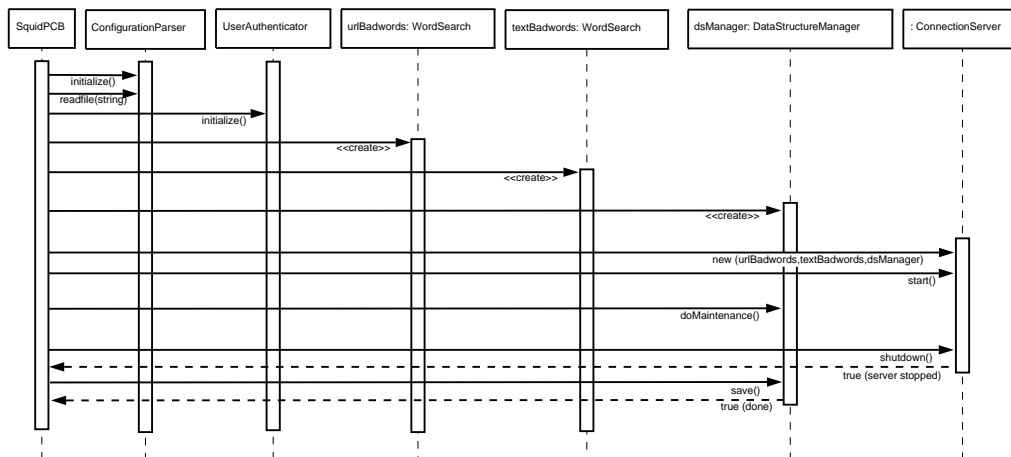 SquidPCB
ConfigurationParser
UserAuthenticator
urlBadwords: WordSearch
textBadwords: WordSearch
dsManager: DataStructureManager
: ConnectionServer
initialize()
readfile(string)
initialize()
<<create>>
<<create>>
<<create>>
new (urlBadwords,textBadwords,dsManager)
start()
doMaintenance()
shutdown()
true (server stopped)
save()
true (done)